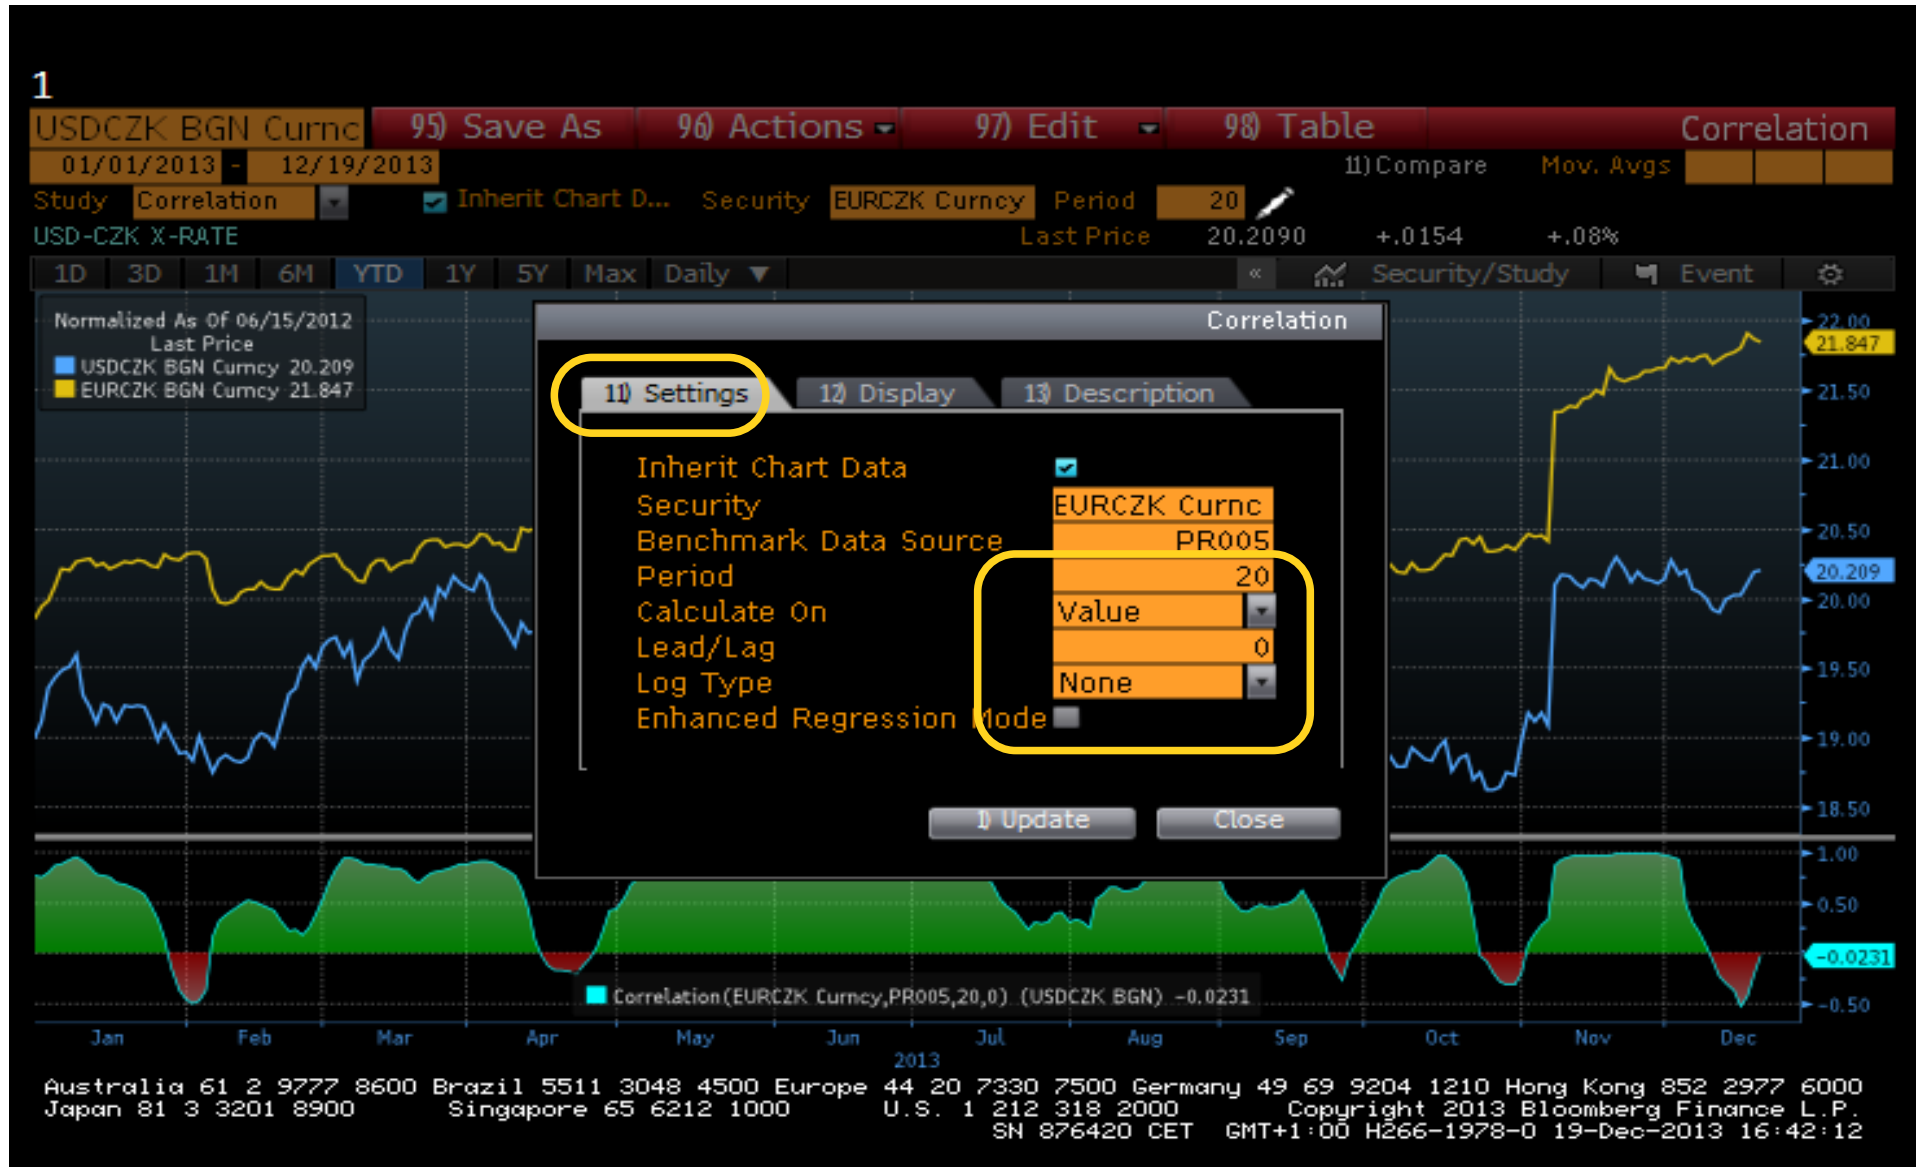 1
USDCZK BGN Curnc 95) Save As 96) Actions 97) Edit 98) Table Correlation
01/01/2013 - 12/19/2013 11) Compare Mov. Avgs
Study Correlation Inherit Chart D... Security EURCZK Curncy Period 20
USD-CZK X-RATE Last Price 20.2090 +.0154 +.08%
1D 3D 1M 6M YTD 1Y 5Y Max Daily ▼ « Security/Study Event
Normalized As Of 06/15/2012
Last Price
USDCZK BGN Curncy 20.209
EURCZK BGN Curncy 21.847
Correlation
11) Settings 12) Display 13) Description
Inherit Chart Data
Security EURCZK Curnc
Benchmark Data Source PR005
Period 20
Calculate On Value
Lead/Lag 0
Log Type None
Enhanced Regression Mode
1) Update Close
22.00
21.847
21.50
21.00
20.50
20.209
20.00
19.50
19.00
18.50
1.00
0.50
-0.0231
-0.50
Correlation(EURCZK Curncy,PR005,20,0) (USDCZK BGN) -0.0231
Jan Feb Mar Apr May Jun Jul Aug Sep Oct Nov Dec
2013
Australia 61 2 9777 8600 Brazil 5511 3048 4500 Europe 44 20 7330 7500 Germany 49 69 9204 1210 Hong Kong 852 2977 6000
Japan 81 3 3201 8900 Singapore 65 6212 1000 U.S. 1 212 318 2000 Copyright 2013 Bloomberg Finance L.P.
SN 876420 CET GMT+1:00 H266-1978-0 19-Dec-2013 16:42:12